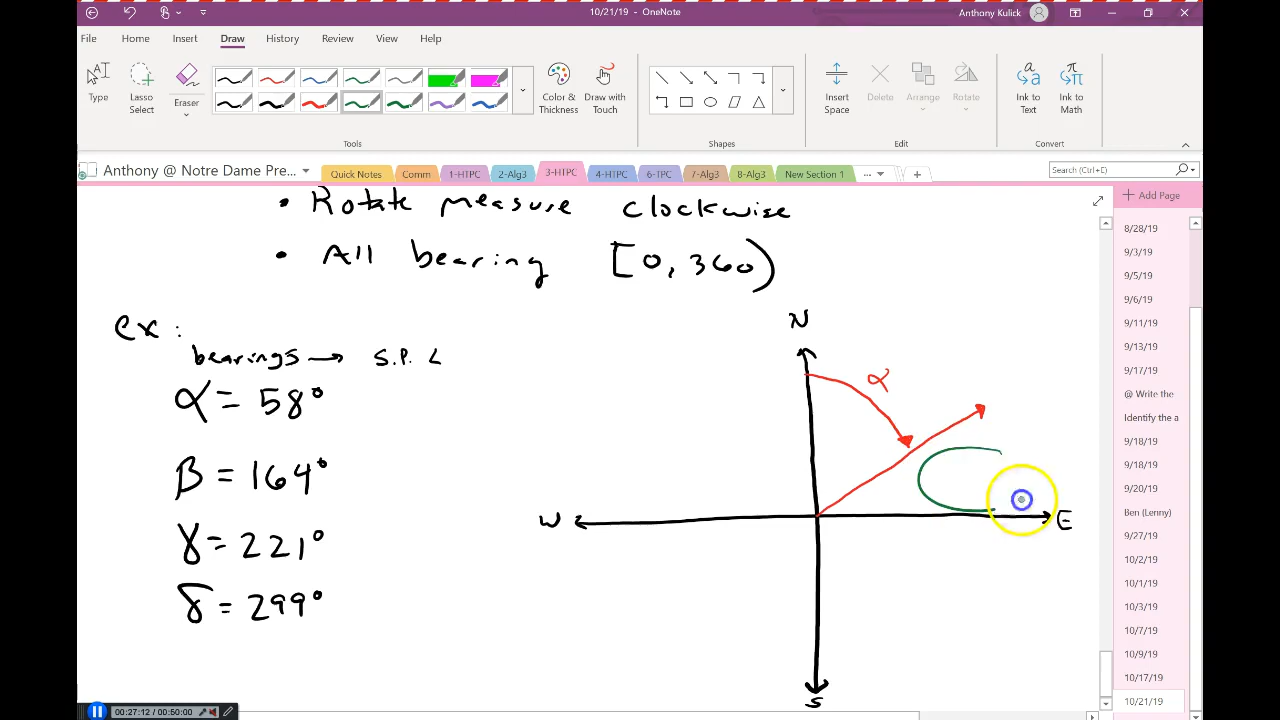 10/21/19 - OneNote
Anthony Kulick
File Home Insert Draw History Review View Help
Type
Lasso Select
Eraser
Color & Thickness
Draw with Touch
Insert Space
Delete
Arrange
Rotate
Ink to Text
Ink to Math
Tools
Shapes
Edit
Convert
Anthony @ Notre Dame Pre...
Quick Notes Comm 1-HTPC 2-Alg3 3-HTPC 4-HTPC 6-TPC 7-Alg3 8-Alg3 New Section 1 ...
Search (Ctrl+E)
Add Page
8/28/19
9/3/19
9/5/19
9/6/19
9/11/19
9/13/19
9/17/19
@ Write the
Identify the a
9/18/19
9/18/19
9/20/19
Ben (Lenny)
9/27/19
10/2/19
10/1/19
10/3/19
10/7/19
10/9/19
10/17/19
10/21/19
• Rotate measure clockwise
• All bearing [0, 360)
ex:
bearings → S.P. ∠
α = 58°
β = 164°
γ = 221°
δ = 299°
N
α
W
E
S
00:27:12 / 00:50:00